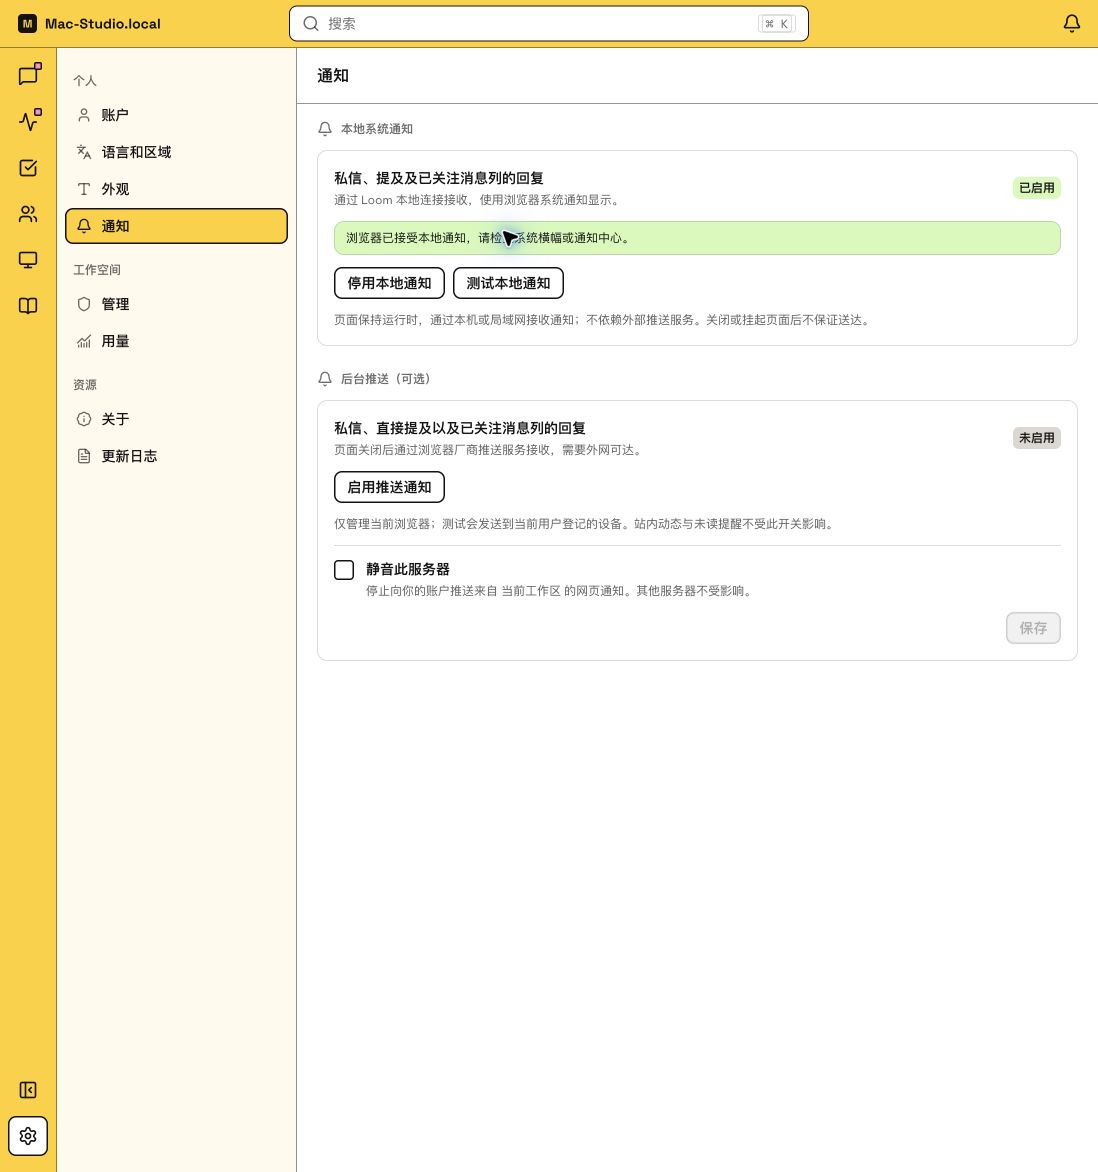 M Mac-Studio.local
搜索
⌘ K
个人
账户
语言和区域
外观
通知
工作空间
管理
用量
资源
关于
更新日志
通知
本地系统通知
私信、提及及已关注消息列的回复
已启用
通过 Loom 本地连接接收，使用浏览器系统通知显示。
浏览器已接受本地通知，请检系统横幅或通知中心。
停用本地通知
测试本地通知
页面保持运行时，通过本机或局域网接收通知；不依赖外部推送服务。关闭或挂起页面后不保证送达。
后台推送（可选）
私信、直接提及以及已关注消息列的回复
未启用
页面关闭后通过浏览器厂商推送服务接收，需要外网可达。
启用推送通知
仅管理当前浏览器；测试会发送到当前用户登记的设备。站内动态与未读提醒不受此开关影响。
静音此服务器
停止向你的账户推送来自 当前工作区 的网页通知。其他服务器不受影响。
保存